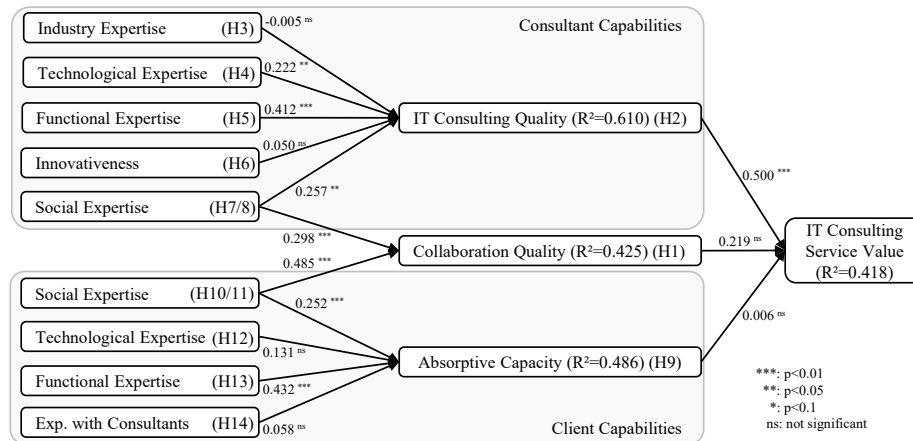 Industry Expertise (H3)
-0.005 ns
Consultant Capabilities
Technological Expertise (H4)
0.222 **
Functional Expertise (H5)
0.412 ***
IT Consulting Quality (R²=0.610) (H2)
Innovativeness (H6)
0.050 ns
Social Expertise (H7/8)
0.257 **
0.500 ***
0.298 ***
Collaboration Quality (R²=0.425) (H1)
0.219 ns
IT Consulting
Service Value
(R²=0.418)
0.485 ***
Social Expertise (H10/11)
0.252 ***
0.006 ns
Technological Expertise (H12)
0.131 ns
Absorptive Capacity (R²=0.486) (H9)
Functional Expertise (H13)
0.432 ***
Exp. with Consultants (H14)
0.058 ns
Client Capabilities
***: p<0.01
**: p<0.05
*: p<0.1
ns: not significant